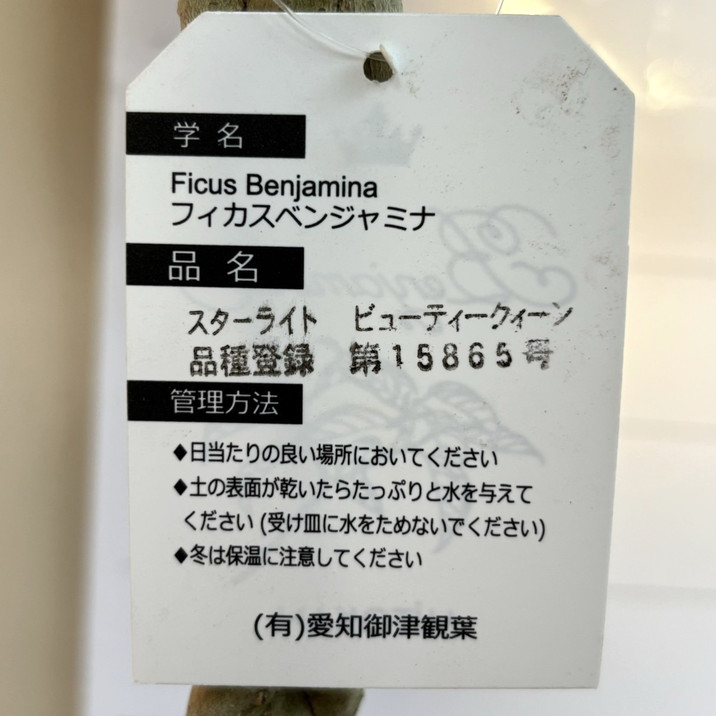 学名
Ficus Benjamina
フィカスベンジャミナ
品名
スターライト ビューティークィーン
品種登録 第15865号
管理方法
◆日当たりの良い場所においてください
◆土の表面が乾いたらたっぷりと水を与えて
ください(受け皿に水をためないでください)
◆冬は保温に注意してください
(有)愛知御津観葉